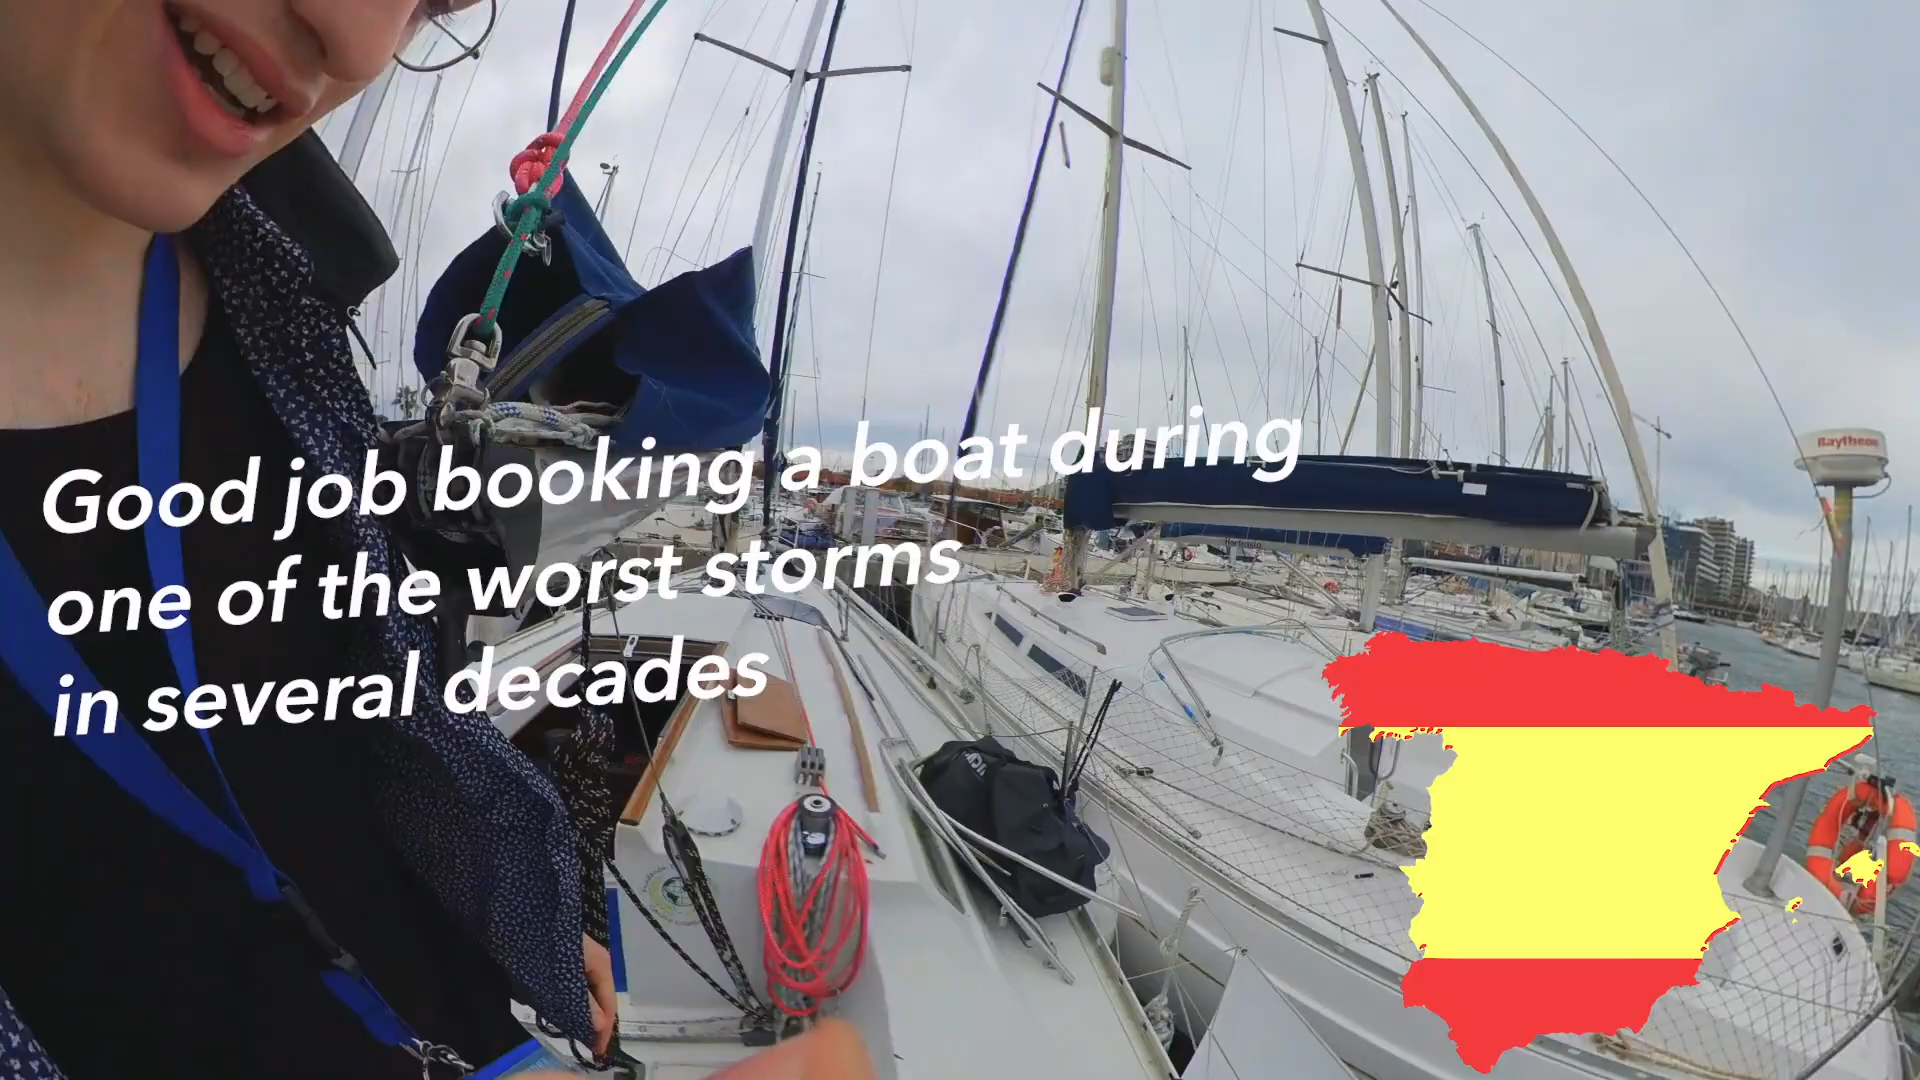 Good job booking a boat during
one of the worst storms
in several decades
Raytheon